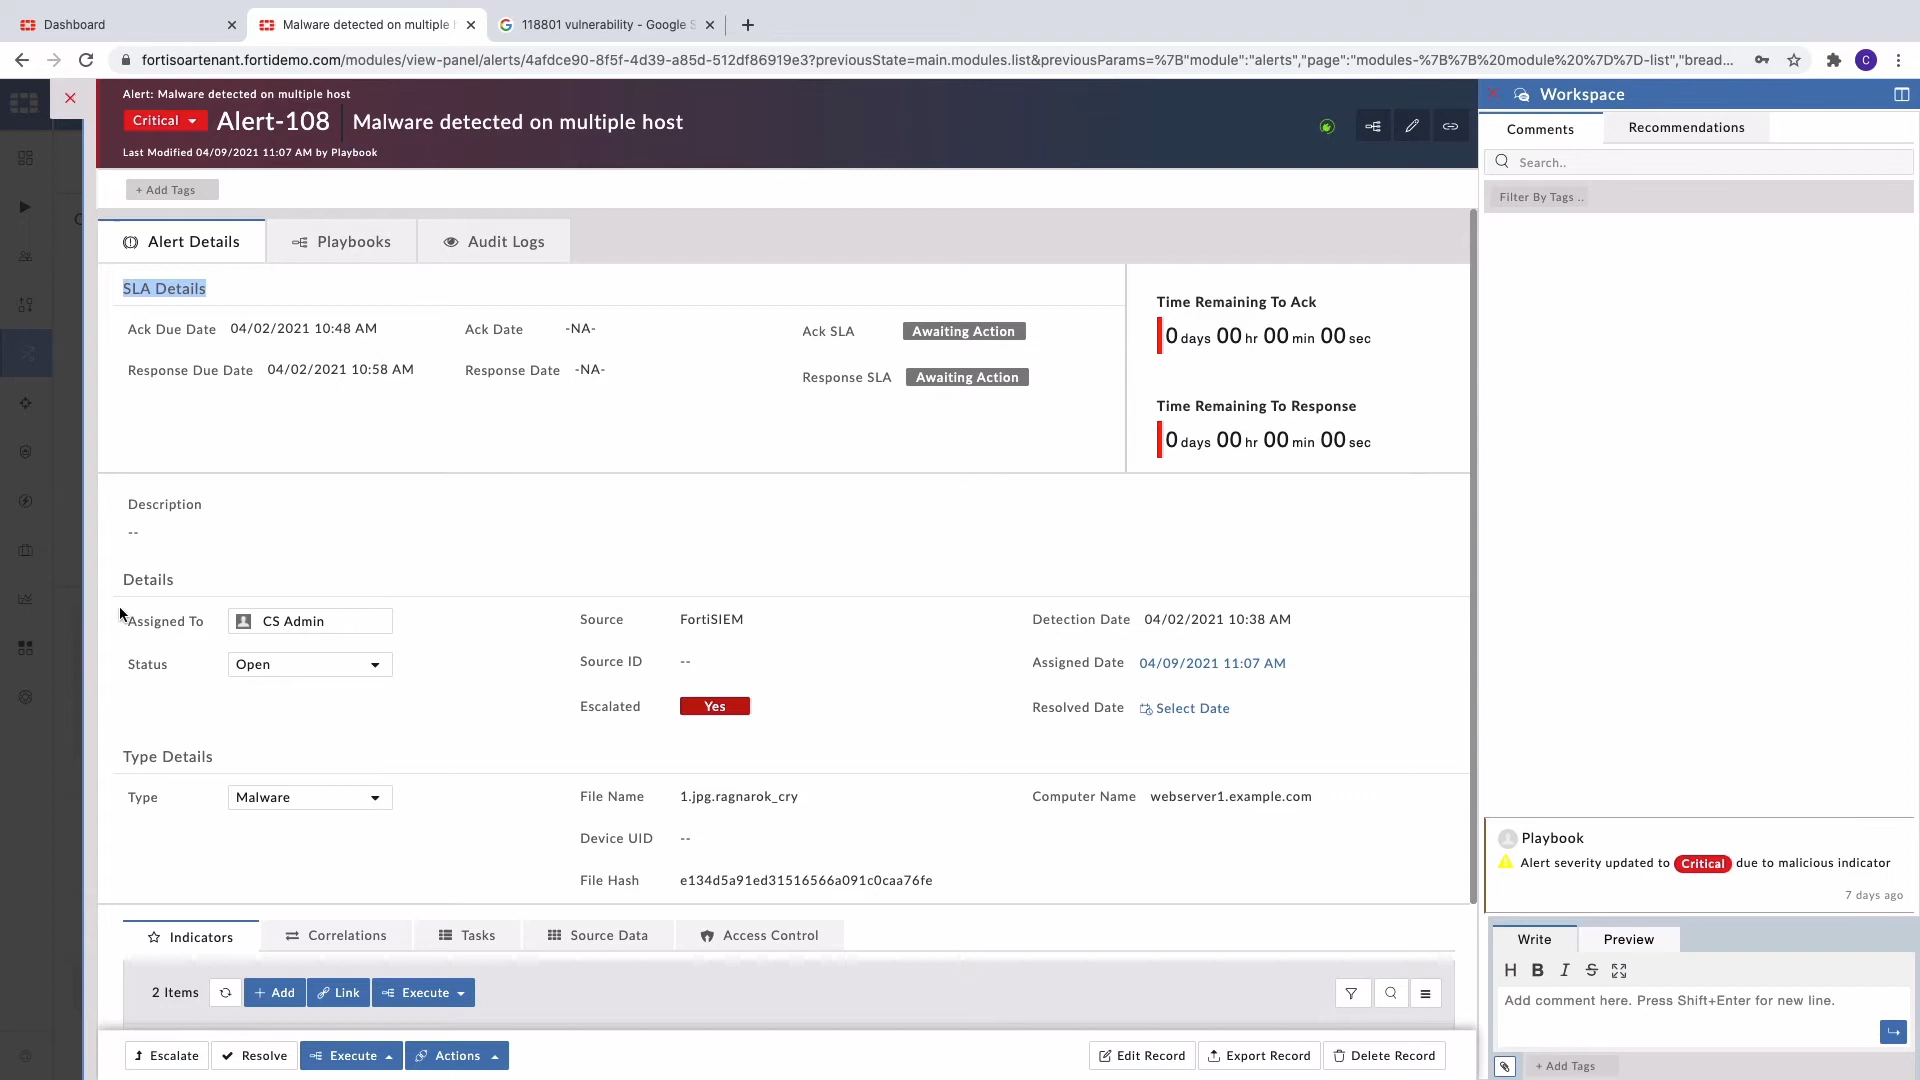 Dashboard
Malware detected on multiple h
118801 vulnerability - Google S
fortisoartenant.fortidemo.com/modules/view-panel/alerts/4afdce90-8f5f-4d39-a85d-512df86919e3?previousState=main.modules.list&previousParams=%7B"module":"alerts","page":"modules-%7B%7B%20module%20%7D%7D-list","bread...
C
Alert: Malware detected on multiple host
Critical
Alert-108
Malware detected on multiple host
Last Modified 04/09/2021 11:07 AM by Playbook
+ Add Tags
Alert Details
Playbooks
Audit Logs
SLA Details
Ack Due Date 04/02/2021 10:48 AM
Ack Date -NA-
Ack SLA Awaiting Action
Response Due Date 04/02/2021 10:58 AM
Response Date -NA-
Response SLA Awaiting Action
Time Remaining To Ack
0 days 00 hr 00 min 00 sec
Time Remaining To Response
0 days 00 hr 00 min 00 sec
Description
--
Details
Assigned To CS Admin
Source FortiSIEM
Detection Date 04/02/2021 10:38 AM
Status Open
Source ID --
Assigned Date 04/09/2021 11:07 AM
Escalated Yes
Resolved Date Select Date
Type Details
Type Malware
File Name 1.jpg.ragnarok_cry
Computer Name webserver1.example.com
Device UID --
File Hash e134d5a91ed31516566a091c0caa76fe
Indicators
Correlations
Tasks
Source Data
Access Control
2 Items
+ Add
Link
Execute
Escalate
Resolve
Execute
Actions
Edit Record
Export Record
Delete Record
Workspace
Comments
Recommendations
Search..
Filter By Tags ..
Playbook
Alert severity updated to Critical due to malicious indicator
7 days ago
Write
Preview
H B I S
Add comment here. Press Shift+Enter for new line.
+ Add Tags